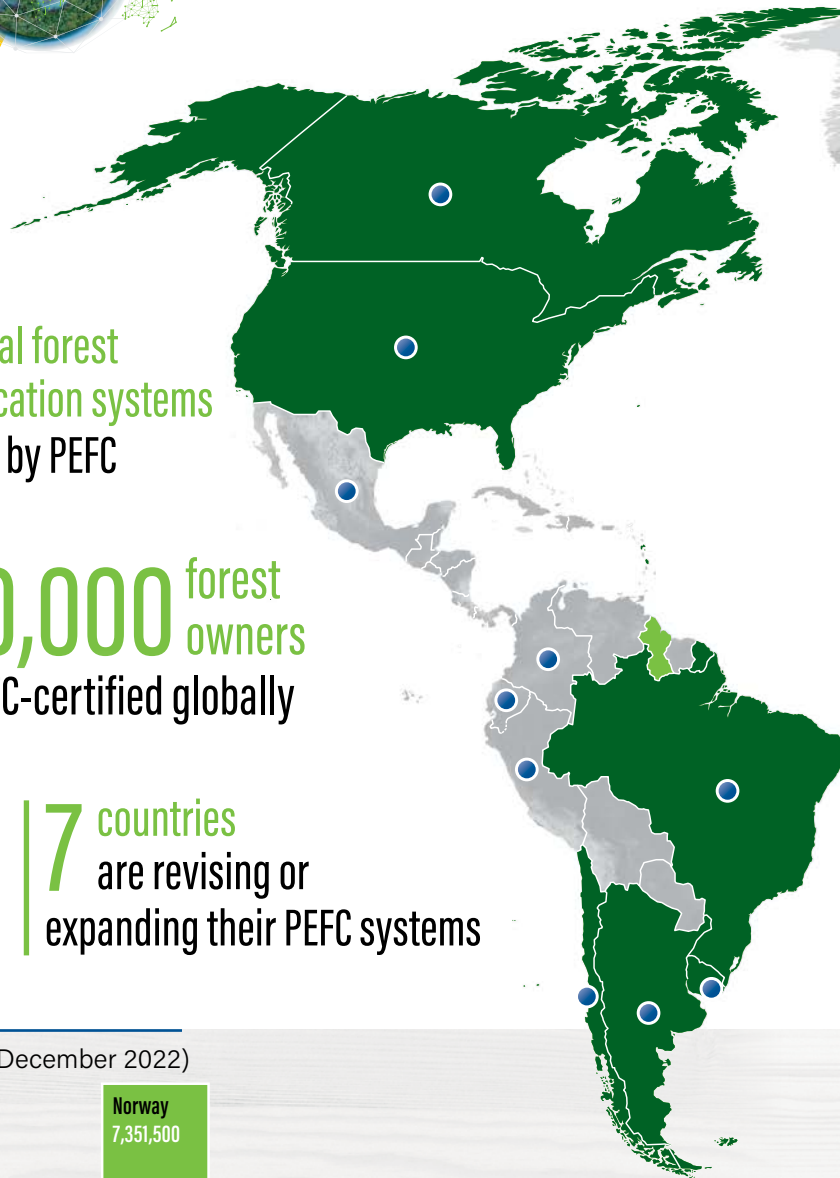 al forest
cation systems
by PEFC
0,000 forest
owners
C-certified globally
7 countries
are revising or
expanding their PEFC systems
December 2022)
Norway
7,351,500